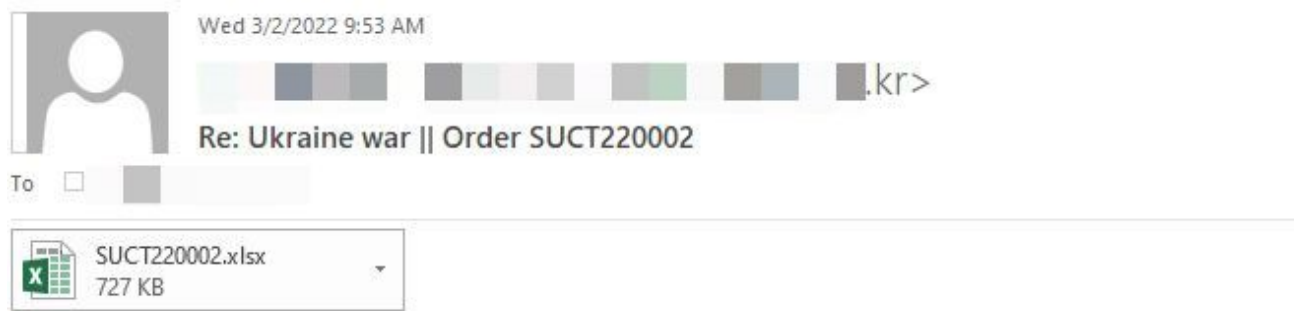 Wed 3/2/2022 9:53 AM
.kr>
Re: Ukraine war || Order SUCT220002
To
SUCT220002.xlsx
727 KB